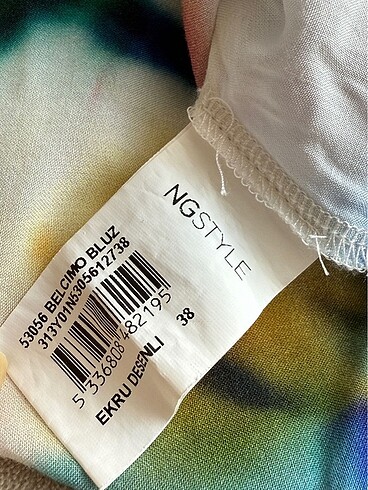 NGSTYLE
53056 BELCIMO BLUZ
313Y01N5305612738
5 336808 482195
EKRU DESENLI 38